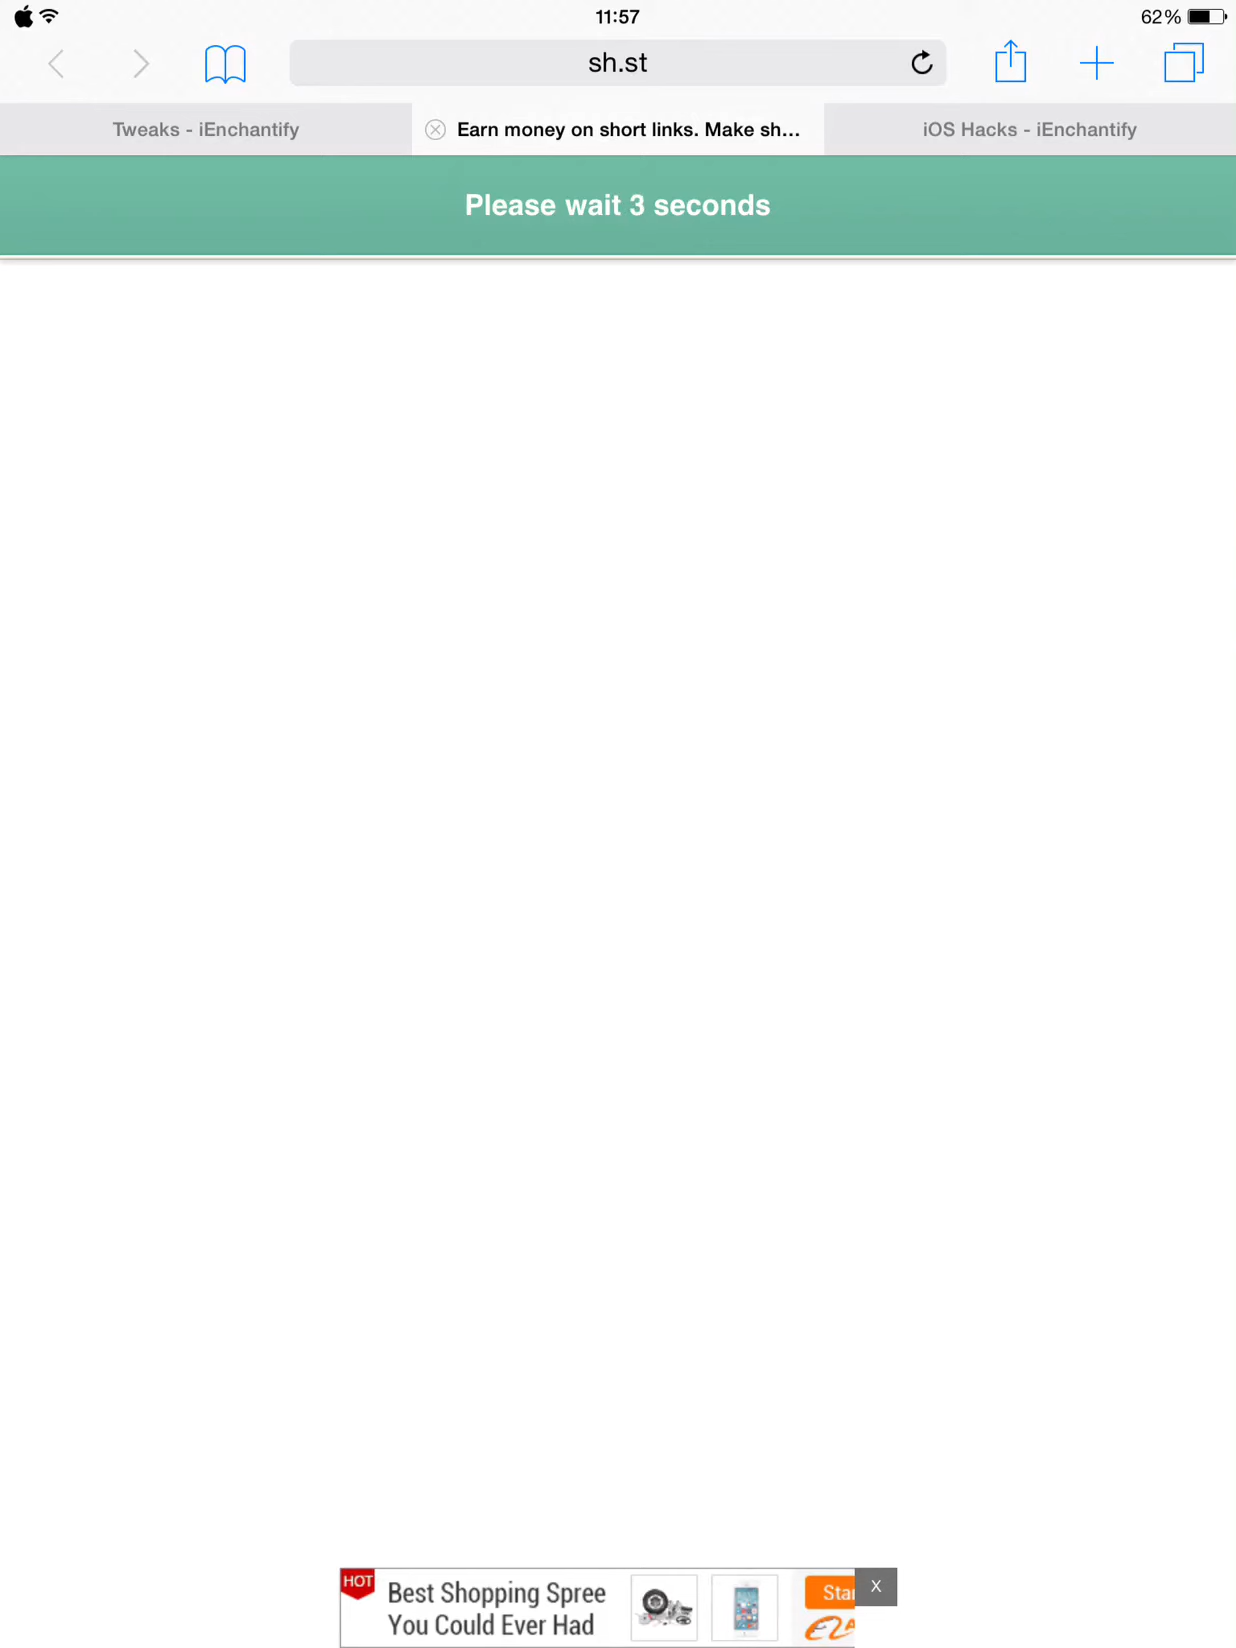 11:57
62%
sh.st
Tweaks - iEnchantify
Earn money on short links. Make sh...
iOS Hacks - iEnchantify
Please wait 3 seconds
HOT
Best Shopping Spree
You Could Ever Had
Star
X